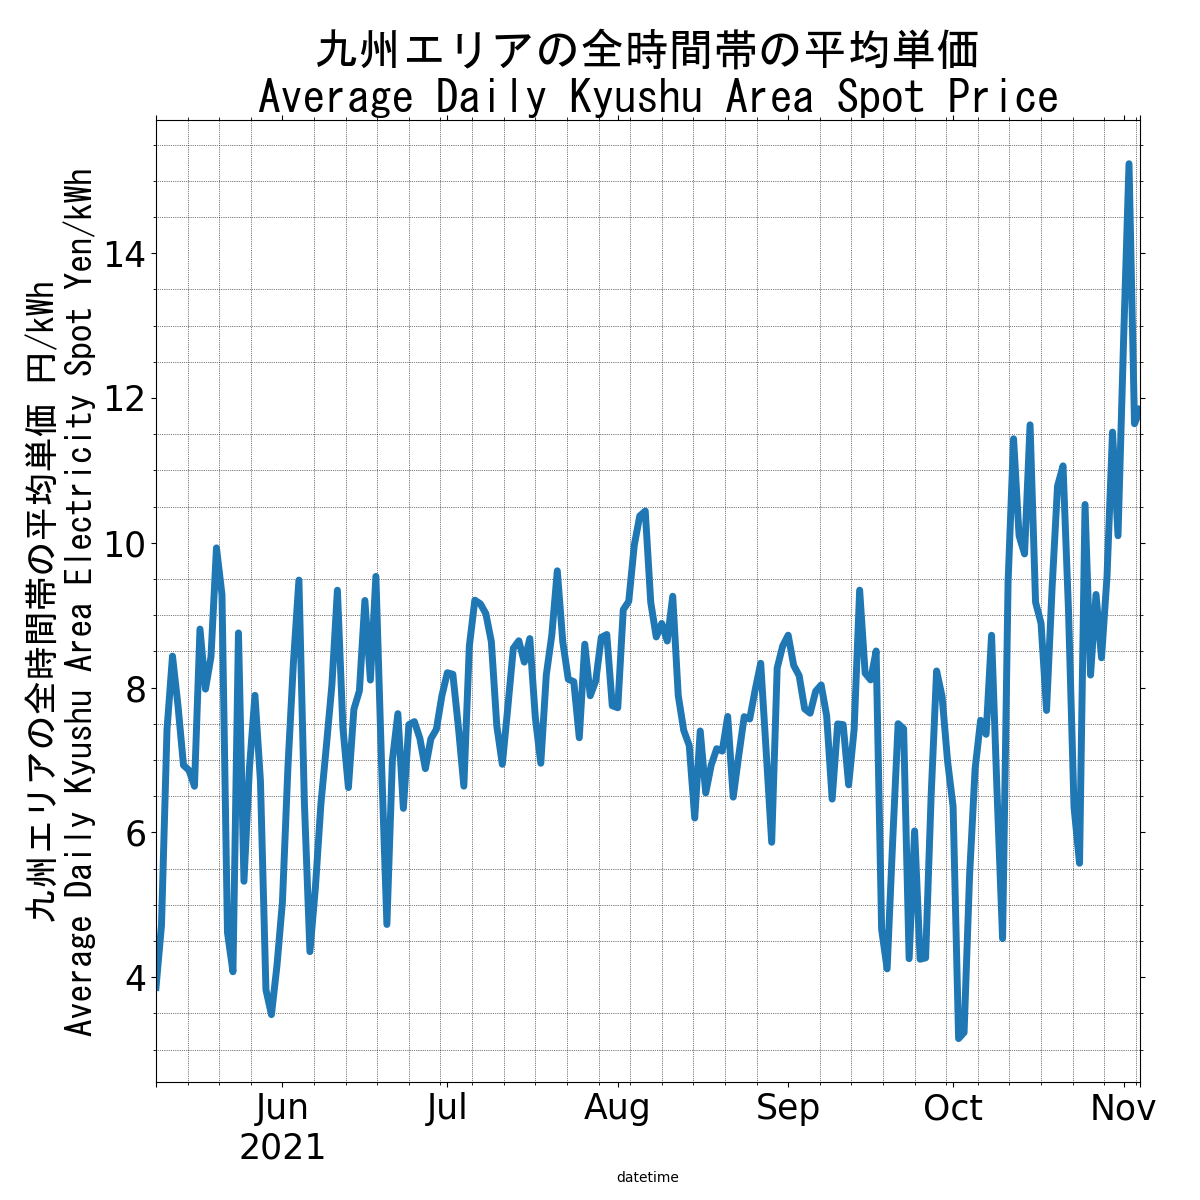 九州エリアの全時間帯の平均単価
Average Daily Kyushu Area Spot Price
九州エリアの全時間帯の平均単価 円/kWh
Average Daily Kyushu Area Electricity Spot Yen/kWh
14
12
10
8
6
4
Jun
2021
Jul
Aug
Sep
Oct
Nov
datetime